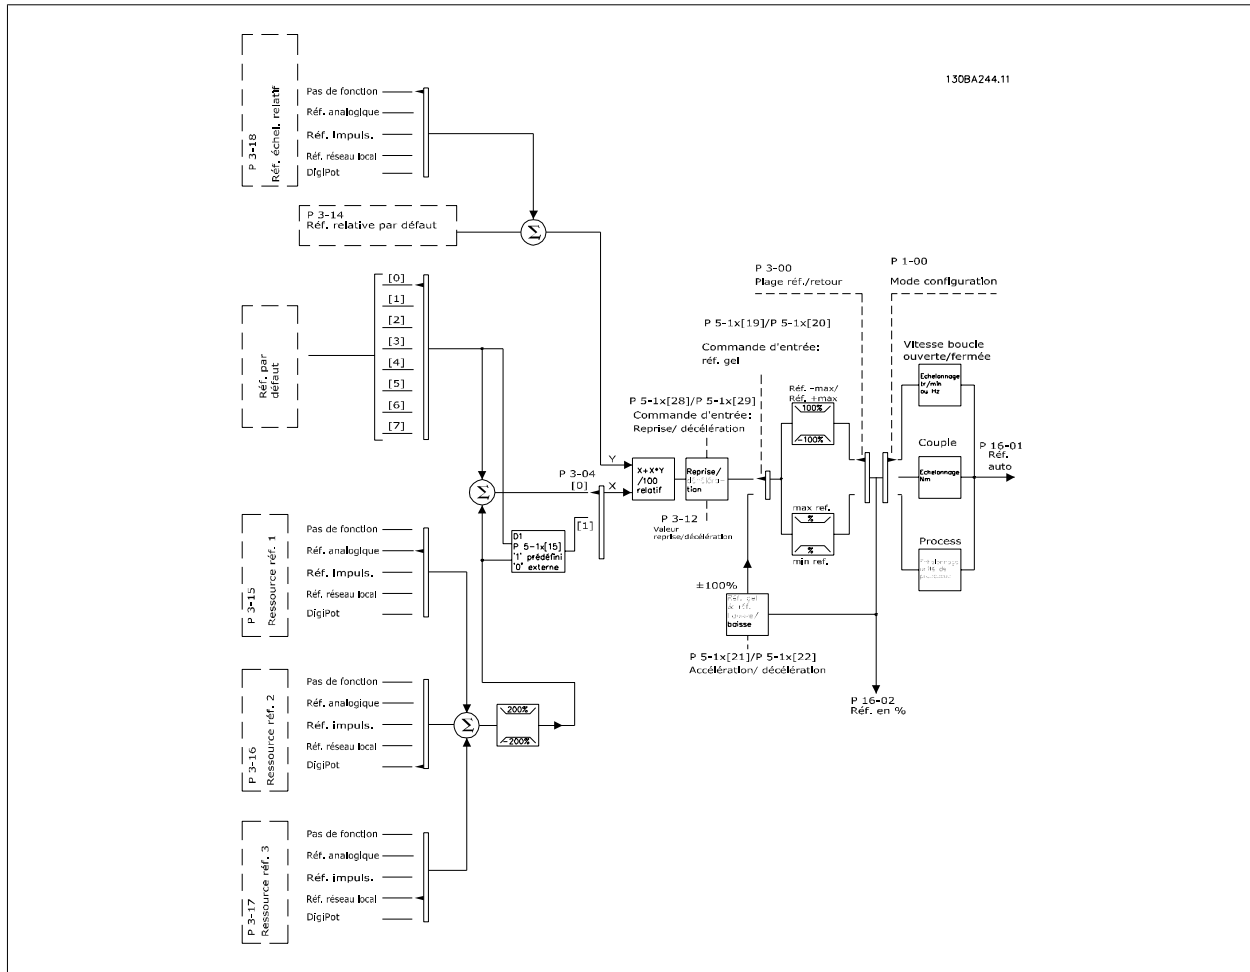 130BA244.11
P 3-18
Réf. échel. relatif
Pas de fonction
Réf. analogique
Réf. Impuls.
Réf. réseau local
DigiPot
P 3-14
Réf. relative par défaut
Σ
Réf. par
défaut
[0]
[1]
[2]
[3]
[4]
[5]
[6]
[7]
Σ
P 3-04
[0]
[1]
Y
X
D1
P 5-1x[15]
'1' prédéfini
'0' externe
X+X*Y
/100
relatif
P 5-1x[28]/P 5-1x[29]
Commande d'entrée:
Reprise/ décélération
Reprise/
décéléra-
tion
P 3-12
Valeur
reprise/décélération
P 5-1x[19]/P 5-1x[20]
Commande d'entrée:
réf. gel
P 3-00
Plage réf./retour
P 1-00
Mode configuration
Réf. -max/
Réf. +max
100%
-100%
max ref.
%
%
min ref.
Vitesse boucle
ouverte/fermée
Echelonnage
tr/min
ou Hz
Couple
Echelonnage
Nm
Process
P 16-01
Réf.
auto
±100%
Réf. gel
baisse
P 5-1x[21]/P 5-1x[22]
Accélération/ décélération
P 16-02
Réf. en %
P 3-15
Ressource réf. 1
Pas de fonction
Réf. analogique
Réf. Impuls.
Réf. réseau local
DigiPot
P 3-16
Ressource réf. 2
Pas de fonction
Réf. analogique
Réf. impuls.
Réf. réseau local
DigiPot
Σ
200%
-200%
P 3-17
Ressource réf. 3
Pas de fonction
Réf. analogique
Réf. impuls.
Réf. réseau local
DigiPot